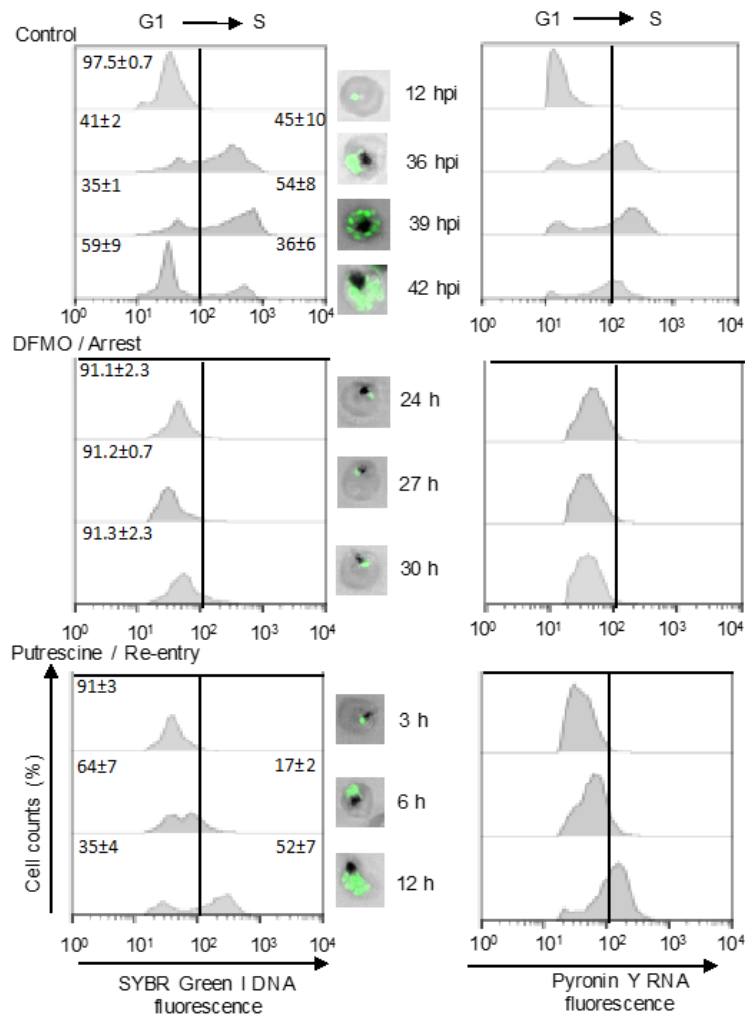 G1 S G1 S
Control
97.5±0.7
12 hpi
41±2 45±10
36 hpi
35±1 54±8
39 hpi
59±9 36±6
42 hpi
10⁰ 10¹ 10² 10³ 10⁴ 10⁰ 10¹ 10² 10³ 10⁴
DFMO / Arrest
91.1±2.3
24 h
91.2±0.7
27 h
91.3±2.3
30 h
10⁰ 10¹ 10² 10³ 10⁴ 10⁰ 10¹ 10² 10³ 10⁴
Putrescine / Re-entry
91±3
3 h
64±7 17±2
6 h
35±4 52±7
12 h
Cell counts (%)
10⁰ 10¹ 10² 10³ 10⁴ 10⁰ 10¹ 10² 10³ 10⁴
SYBR Green I DNA Pyronin Y RNA
fluorescence fluorescence